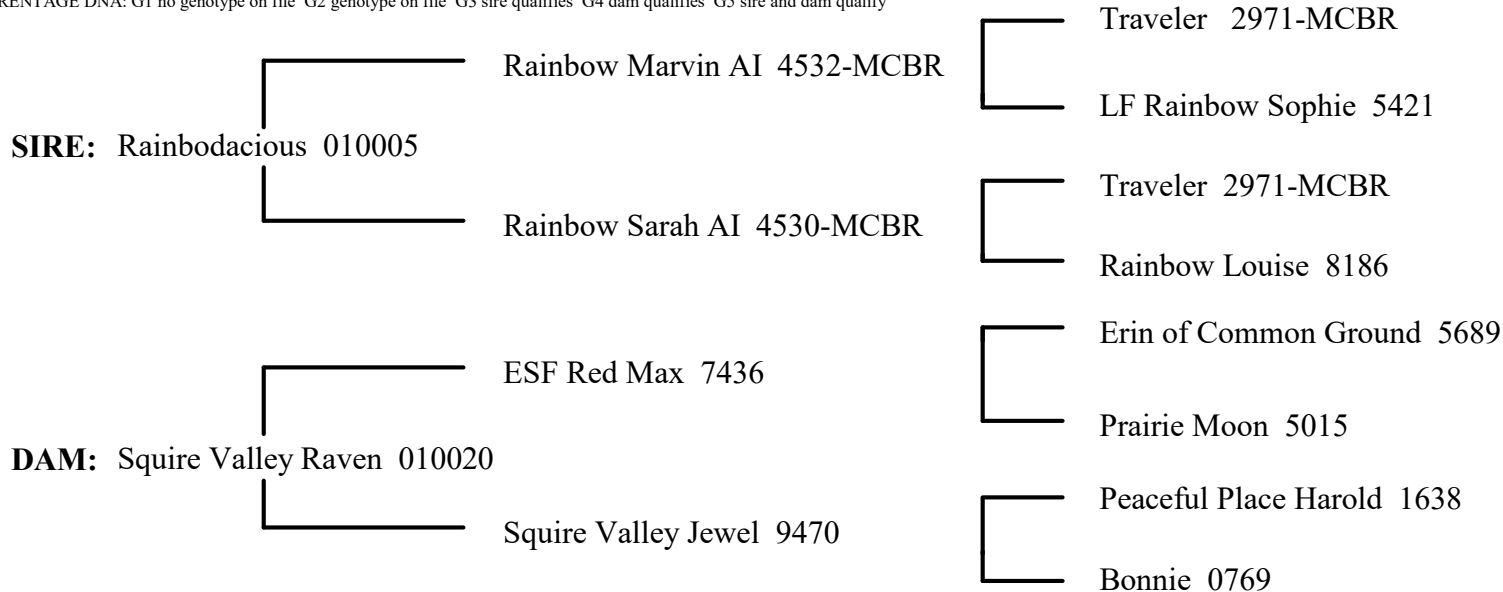 PARENTAGE DNA: G1 no genotype on file G2 genotype on file G3 sire qualifies G4 dam qualifies G5 sire and dam qualify
Traveler 2971-MCBR
Rainbow Marvin AI 4532-MCBR
LF Rainbow Sophie 5421
SIRE: Rainbodacious 010005
Traveler 2971-MCBR
Rainbow Sarah AI 4530-MCBR
Rainbow Louise 8186
Erin of Common Ground 5689
ESF Red Max 7436
Prairie Moon 5015
DAM: Squire Valley Raven 010020
Peaceful Place Harold 1638
Squire Valley Jewel 9470
Bonnie 0769